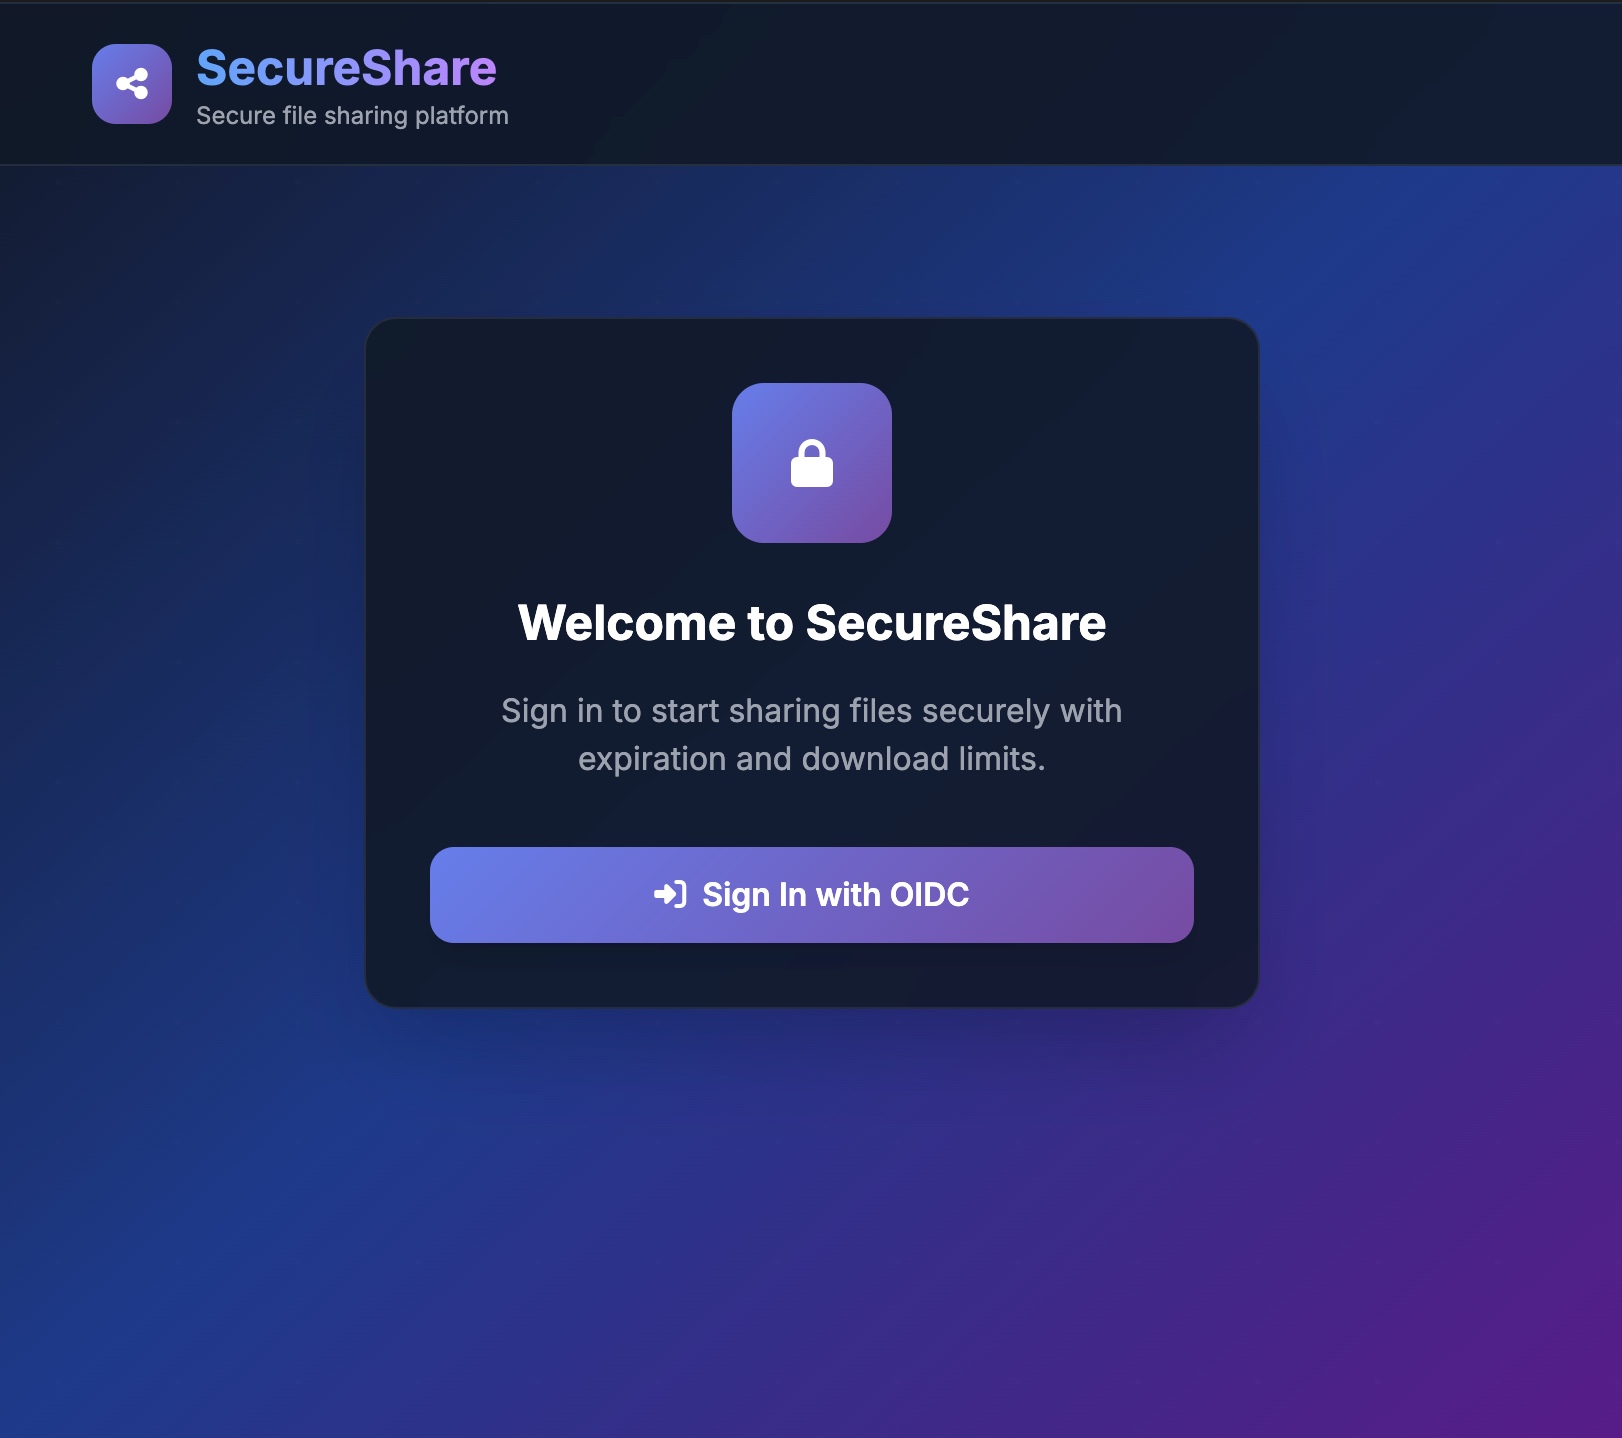 SecureShare
Secure file sharing platform
Welcome to SecureShare
Sign in to start sharing files securely with
expiration and download limits.
Sign In with OIDC